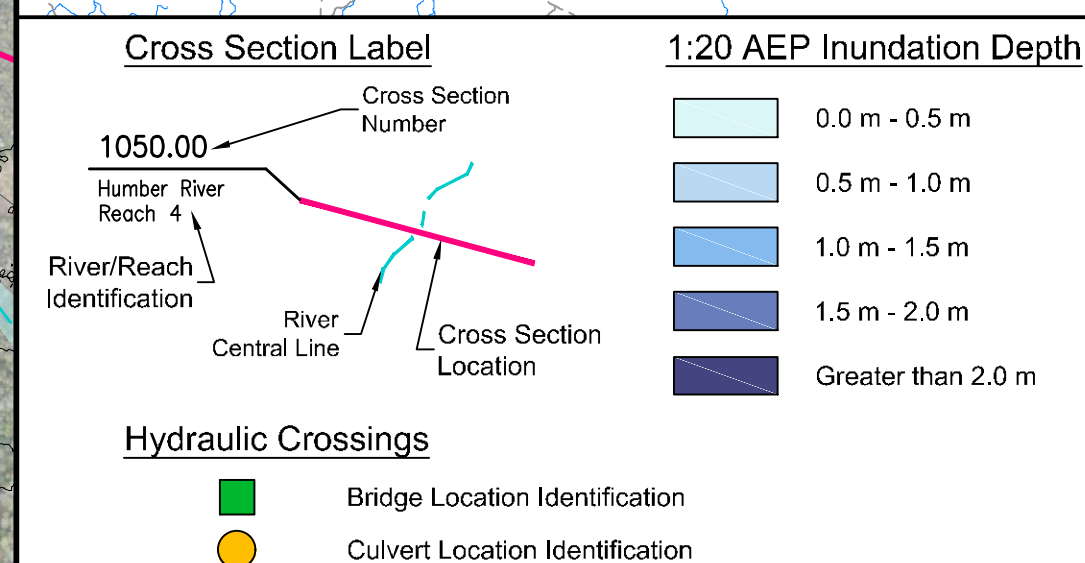 Cross Section Label
Cross Section
Number
1050.00
Humber River
Reach 4
River/Reach
Identification
River
Central Line
Cross Section
Location
1:20 AEP Inundation Depth
0.0 m - 0.5 m
0.5 m - 1.0 m
1.0 m - 1.5 m
1.5 m - 2.0 m
Greater than 2.0 m
Hydraulic Crossings
Bridge Location Identification
Culvert Location Identification